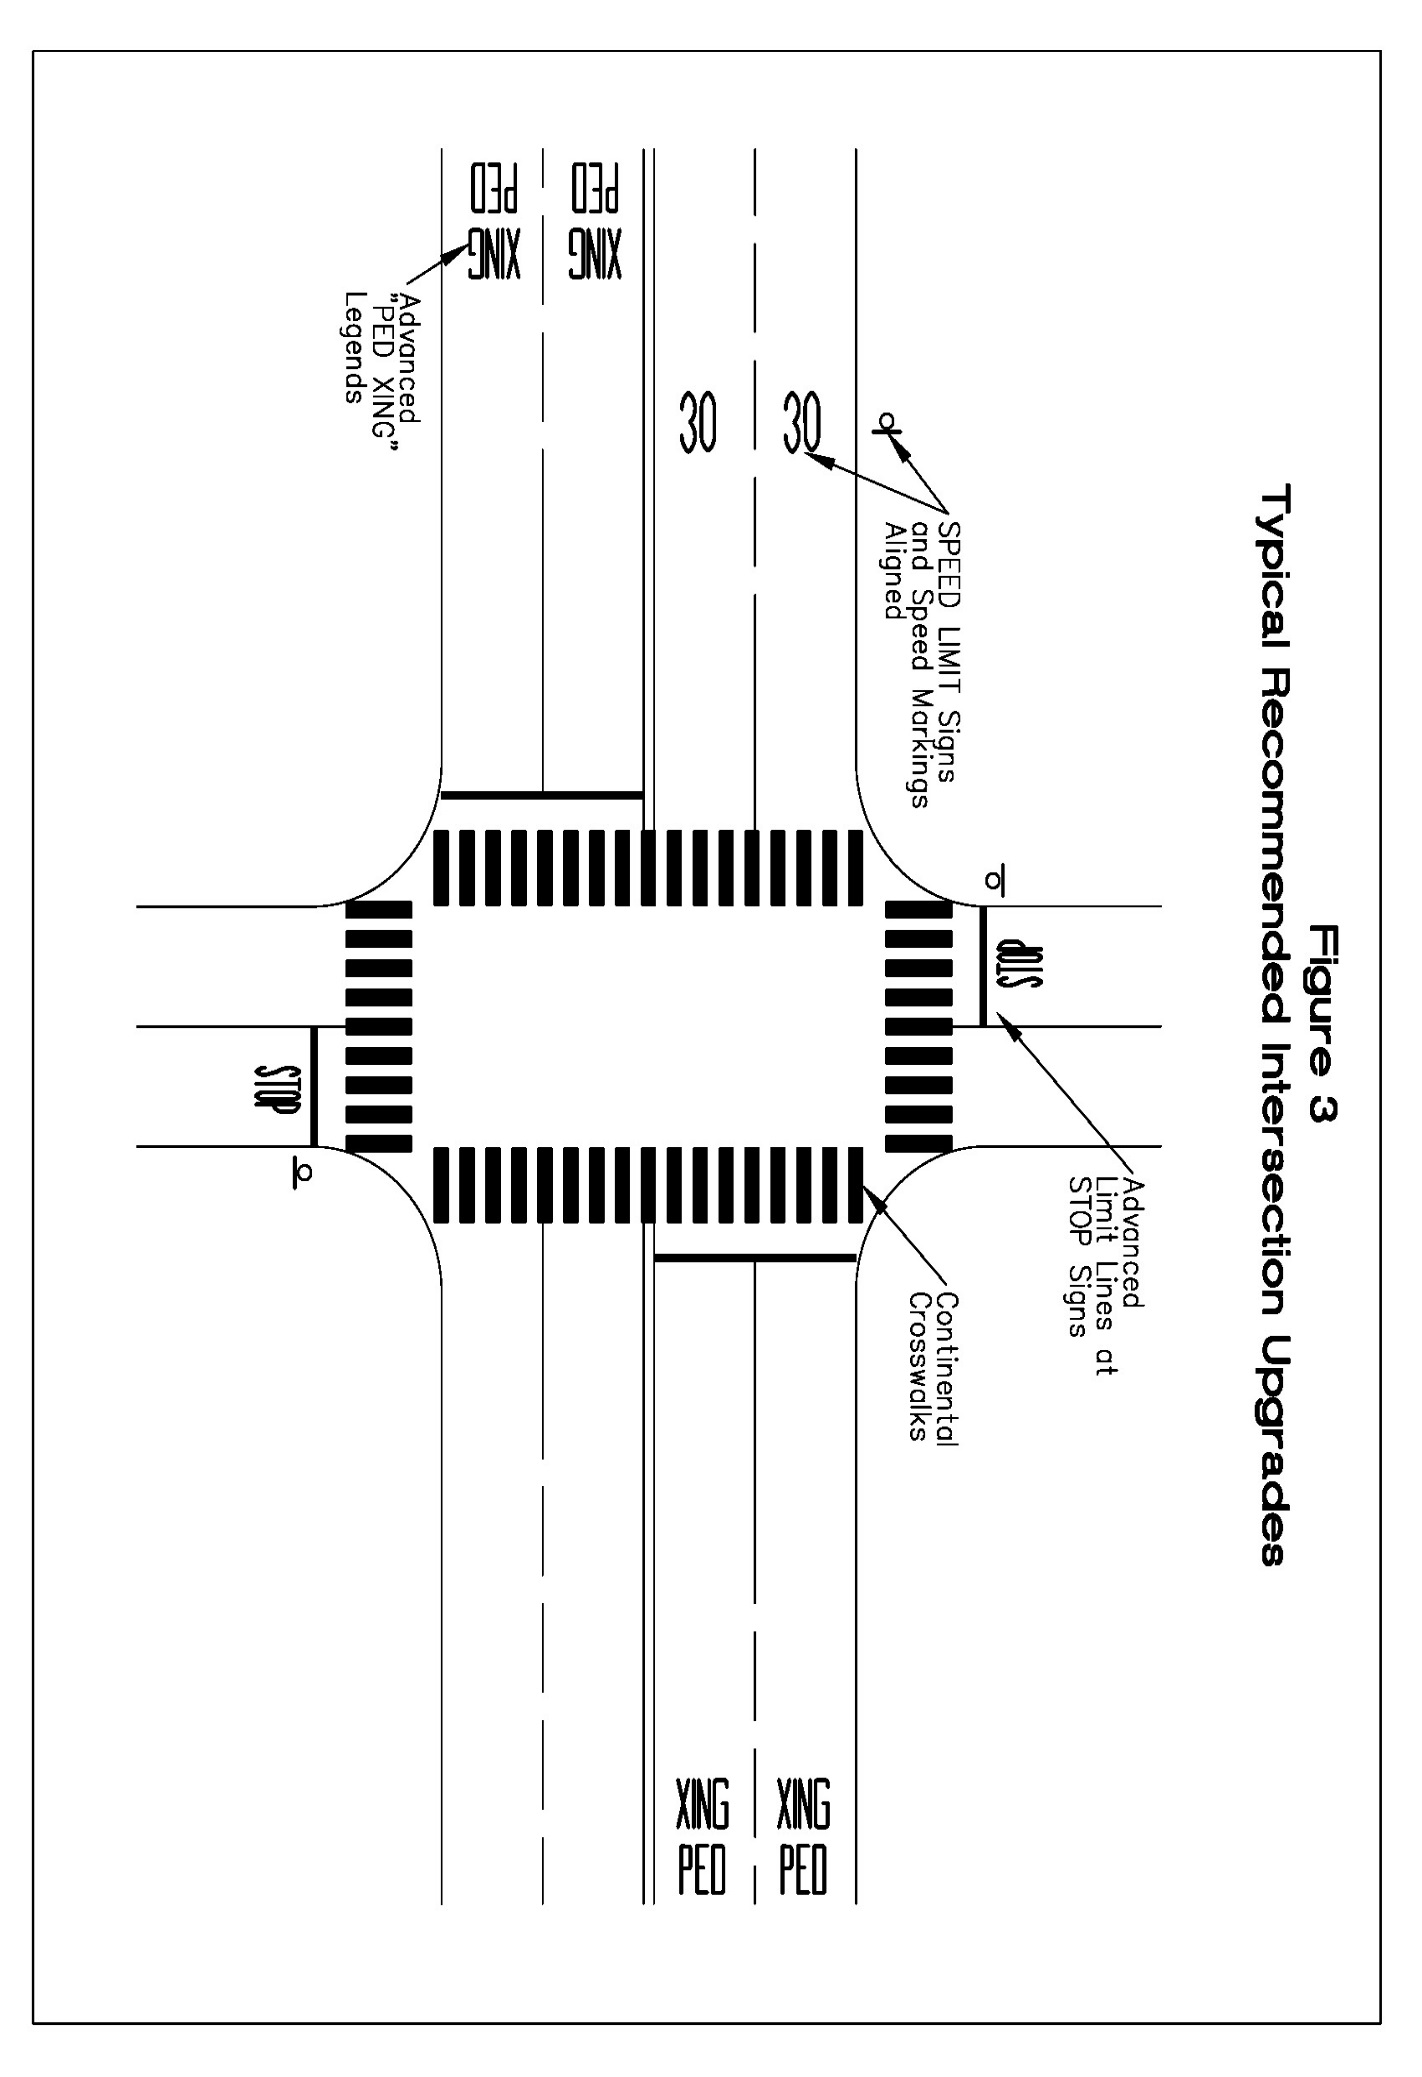 Figure 3
Typical Recommended Intersection Upgrades
Advanced
Limit Lines at
STOP Signs
SPEED LIMIT Signs
and Speed Markings
Aligned
Continental
Crosswalks
STOP
30
30
XING
PED
XING
PED
PED
XING
PED
XING
Advanced
"PED XING"
Legends
STOP